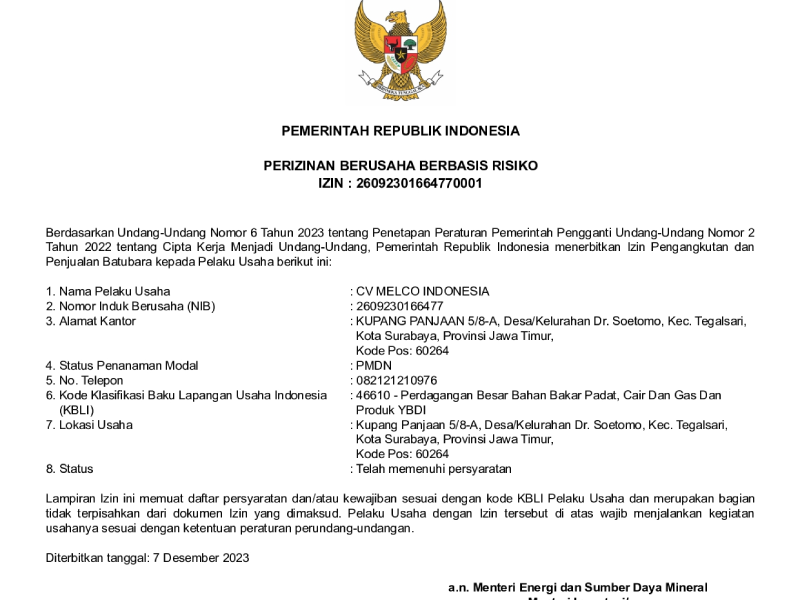 PEMERINTAH REPUBLIK INDONESIA
PERIZINAN BERUSAHA BERBASIS RISIKO
IZIN : 26092301664770001
Berdasarkan Undang-Undang Nomor 6 Tahun 2023 tentang Penetapan Peraturan Pemerintah Pengganti Undang-Undang Nomor 2
Tahun 2022 tentang Cipta Kerja Menjadi Undang-Undang, Pemerintah Republik Indonesia menerbitkan Izin Pengangkutan dan
Penjualan Batubara kepada Pelaku Usaha berikut ini:
1. Nama Pelaku Usaha : CV MELCO INDONESIA
2. Nomor Induk Berusaha (NIB) : 2609230166477
3. Alamat Kantor : KUPANG PANJAAN 5/8-A, Desa/Kelurahan Dr. Soetomo, Kec. Tegalsari,
Kota Surabaya, Provinsi Jawa Timur,
Kode Pos: 60264
4. Status Penanaman Modal : PMDN
5. No. Telepon : 082121210976
6. Kode Klasifikasi Baku Lapangan Usaha Indonesia : 46610 - Perdagangan Besar Bahan Bakar Padat, Cair Dan Gas Dan
(KBLI) Produk YBDI
7. Lokasi Usaha : Kupang Panjaan 5/8-A, Desa/Kelurahan Dr. Soetomo, Kec. Tegalsari,
Kota Surabaya, Provinsi Jawa Timur,
Kode Pos: 60264
8. Status : Telah memenuhi persyaratan
Lampiran Izin ini memuat daftar persyaratan dan/atau kewajiban sesuai dengan kode KBLI Pelaku Usaha dan merupakan bagian
tidak terpisahkan dari dokumen Izin yang dimaksud. Pelaku Usaha dengan Izin tersebut di atas wajib menjalankan kegiatan
usahanya sesuai dengan ketentuan peraturan perundang-undangan.
Diterbitkan tanggal: 7 Desember 2023
a.n. Menteri Energi dan Sumber Daya Mineral